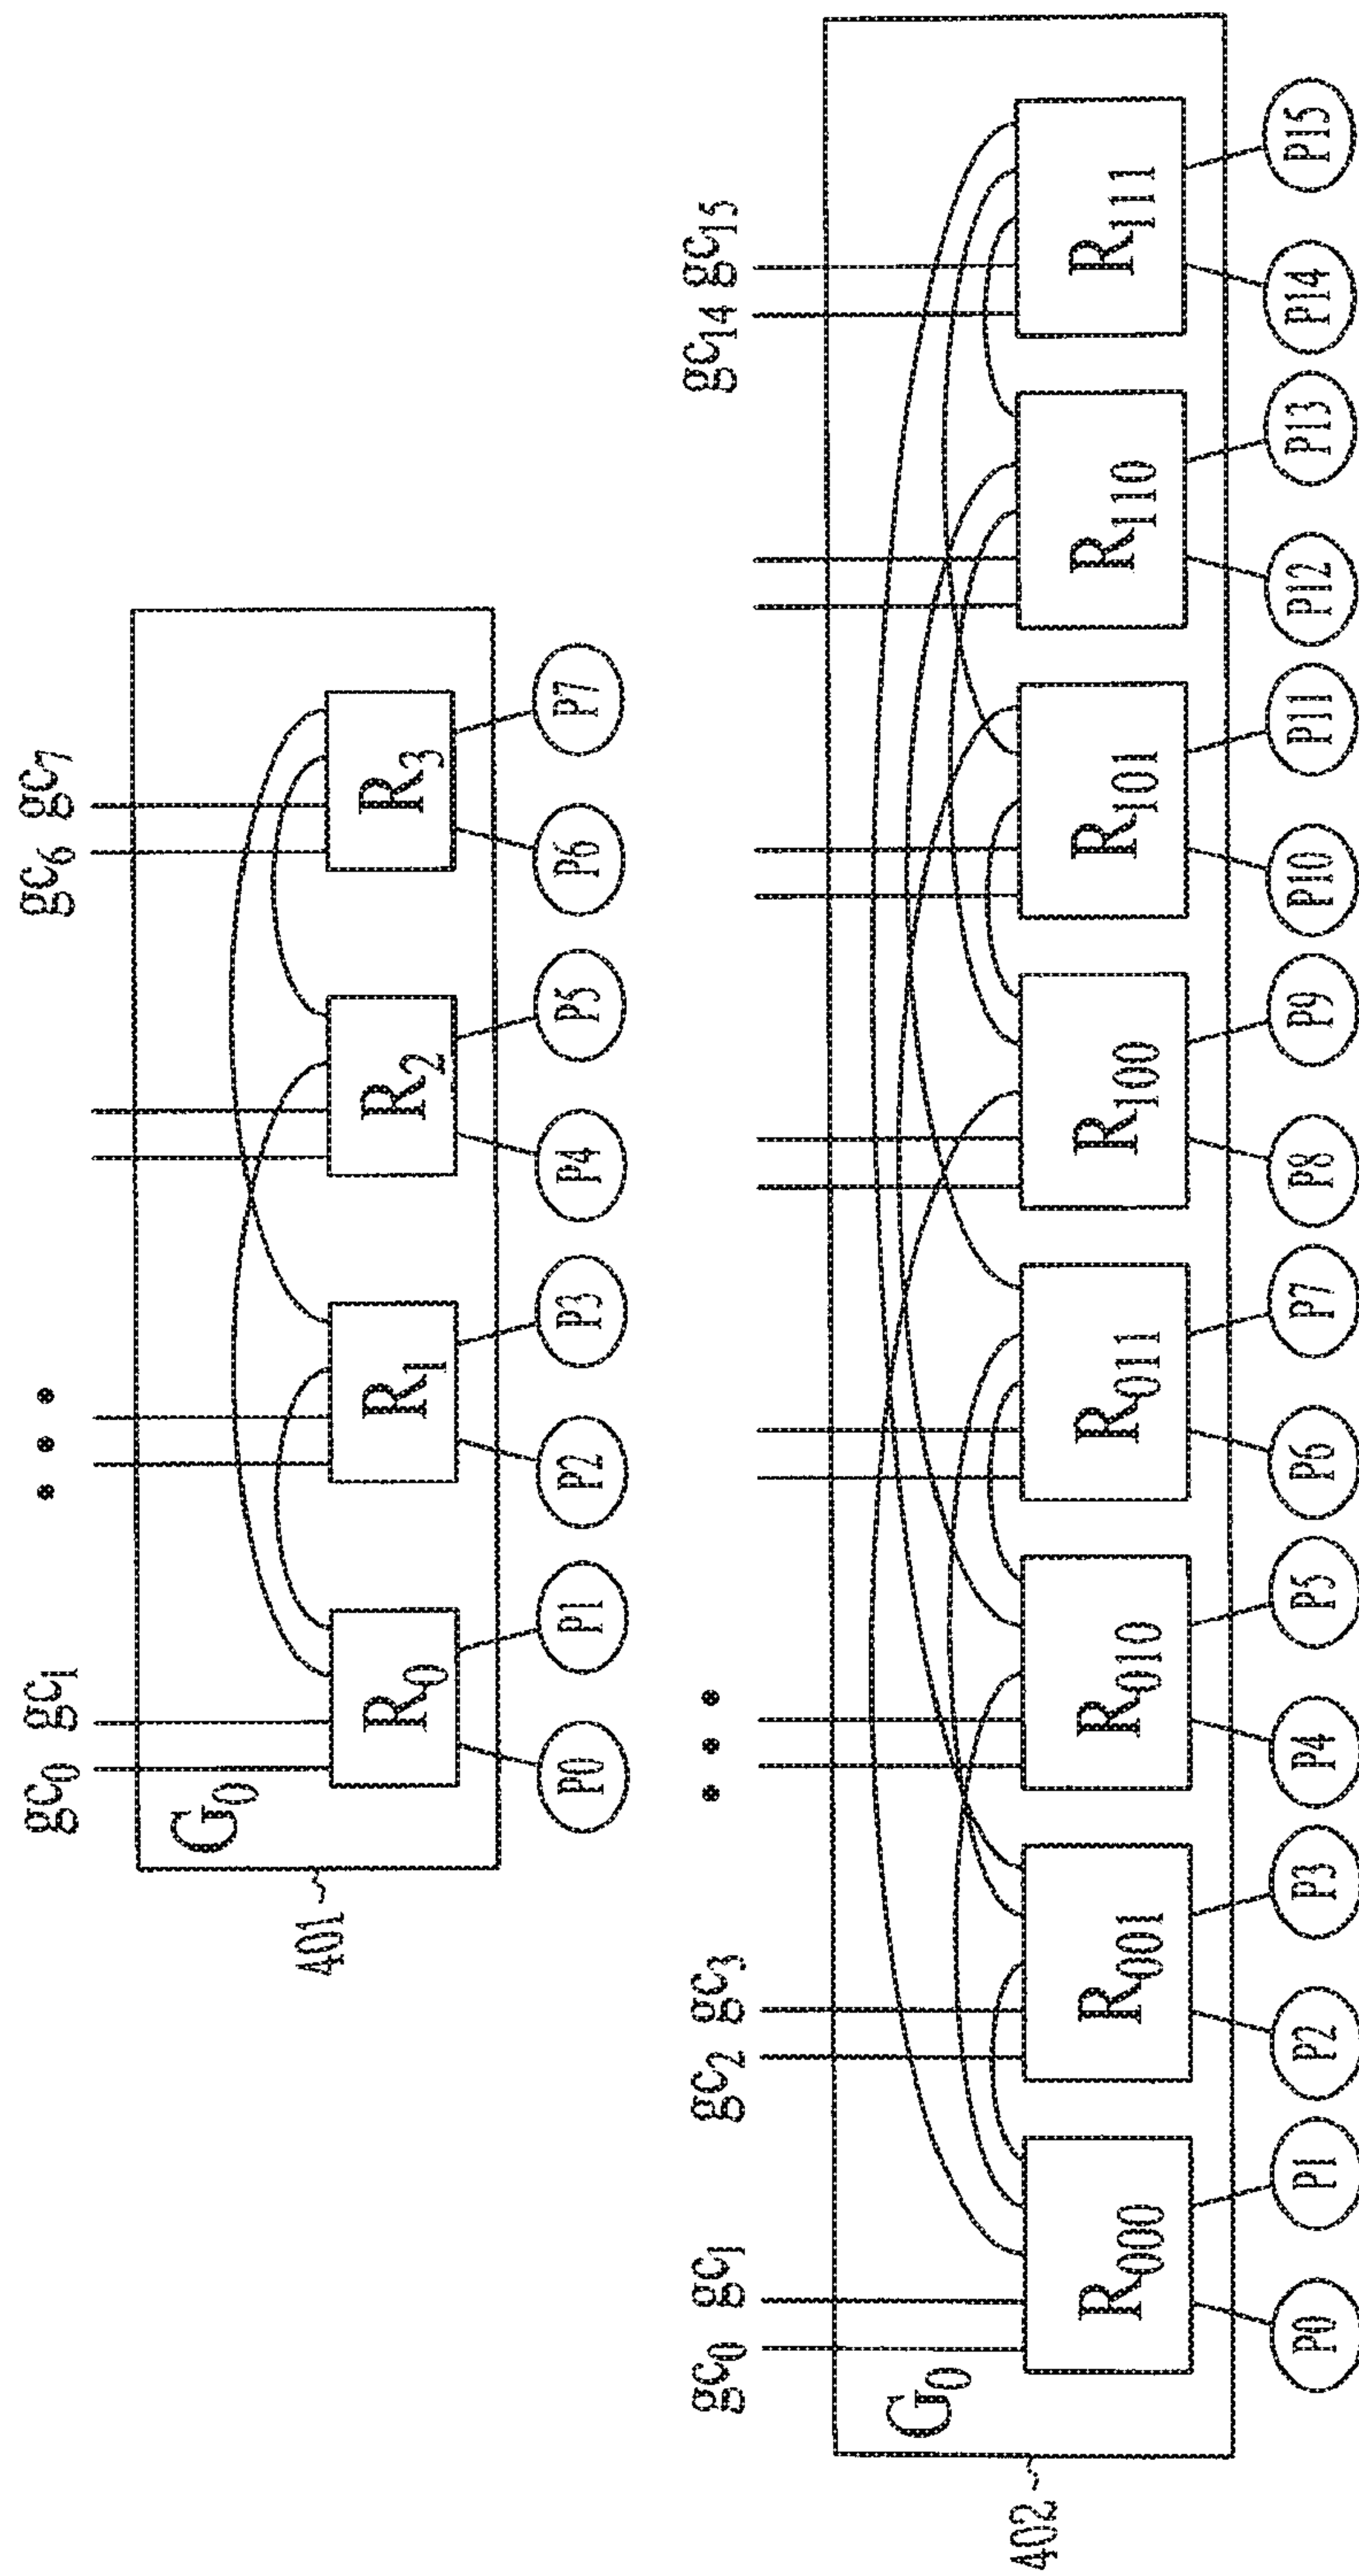 gc0 gc1 • • • gc6 gc7
G0
R0 R1 R2 R3
P0 P1 P2 P3 P4 P5 P6 P7
401
gc0 gc1 gc2 gc3 • • • gc14 gc15
G0
R000 R001 R010 R011 R100 R101 R110 R111
P0 P1 P2 P3 P4 P5 P6 P7 P8 P9 P10 P11 P12 P13 P14 P15
402